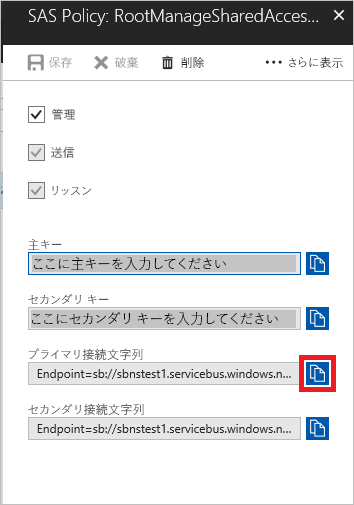 SAS Policy: RootManageSharedAcces...
保存 破棄 削除 ••• さらに表示
管理
送信
リッスン
主キー
ここに主キーを入力してください
セカンダリ キー
ここにセカンダリ キーを入力してください
プライマリ接続文字列
Endpoint=sb://sbnstest1.servicebus.windows.n...
セカンダリ接続文字列
Endpoint=sb://sbnstest1.servicebus.windows.n...